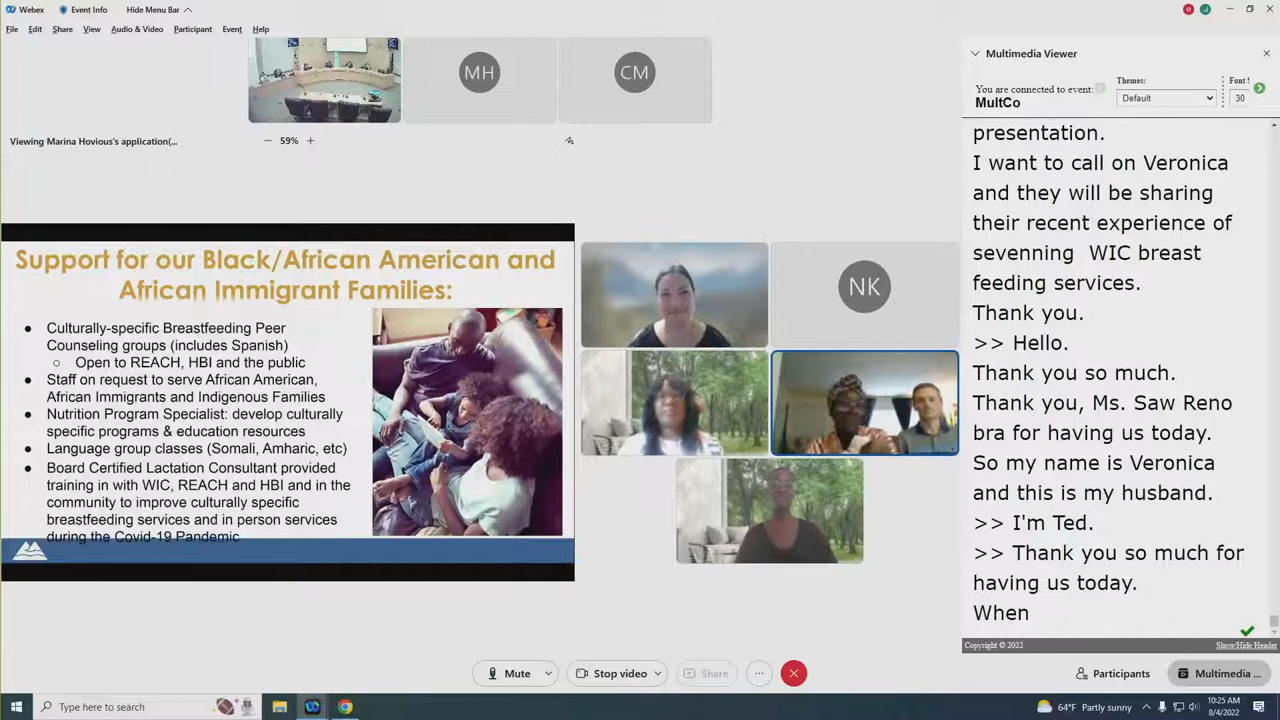 Webex
Event Info
Hide Menu Bar
File
Edit
Share
View
Audio & Video
Participant
Event
Help
MH
CM
Viewing Marina Hovious's application(...
59%
Support for our Black/African American and
African Immigrant Families:
Culturally-specific Breastfeeding Peer
Counseling groups (includes Spanish)
Open to REACH, HBI and the public
Staff on request to serve African American,
African Immigrants and Indigenous Families
Nutrition Program Specialist: develop culturally
specific programs & education resources
Language group classes (Somali, Amharic, etc)
Board Certified Lactation Consultant provided
training in with WIC, REACH and HBI and in the
community to improve culturally specific
breastfeeding services and in person services
during the Covid-19 Pandemic
NK
Multimedia Viewer
You are connected to event:
MultCo
Themes:
Default
Font
30
presentation.
I want to call on Veronica
and they will be sharing
their recent experience of
sevenning WIC breast
feeding services.
Thank you.
>> Hello.
Thank you so much.
Thank you, Ms. Saw Reno
bra for having us today.
So my name is Veronica
and this is my husband.
>> I'm Ted.
>> Thank you so much for
having us today.
When
Copyright © 2022
Show/Hide Header
Mute
Stop video
Share
Participants
Multimedia ...
Type here to search
64°F Partly sunny
10:25 AM
8/4/2022